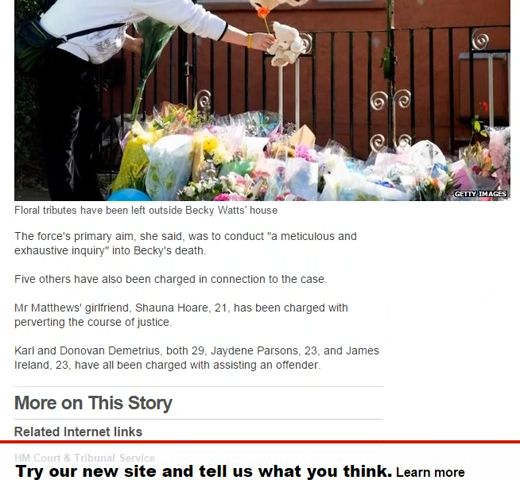 GETTY IMAGES
Floral tributes have been left outside Becky Watts' house
The force's primary aim, she said, was to conduct "a meticulous and
exhaustive inquiry" into Becky's death.
Five others have also been charged in connection to the case.
Mr Matthews' girlfriend, Shauna Hoare, 21, has been charged with
perverting the course of justice.
Karl and Donovan Demetrius, both 29, Jaydene Parsons, 23, and James
Ireland, 23, have all been charged with assisting an offender.
More on This Story
Related Internet links
HM Court & Tribunal Service
Try our new site and tell us what you think. Learn more